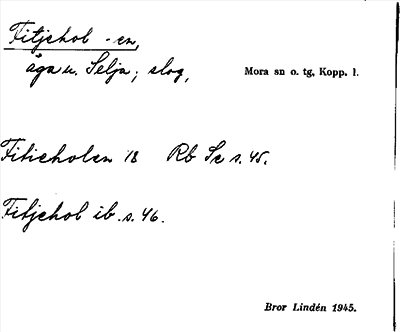 Fitjehol -en,
äga u. Selja; slog,
Mora sn o. tg, Kopp. l.
Fitieholen 18 Rb Se s. 45.
Fitjehol ib. s. 46.
Bror Lindén 1945.